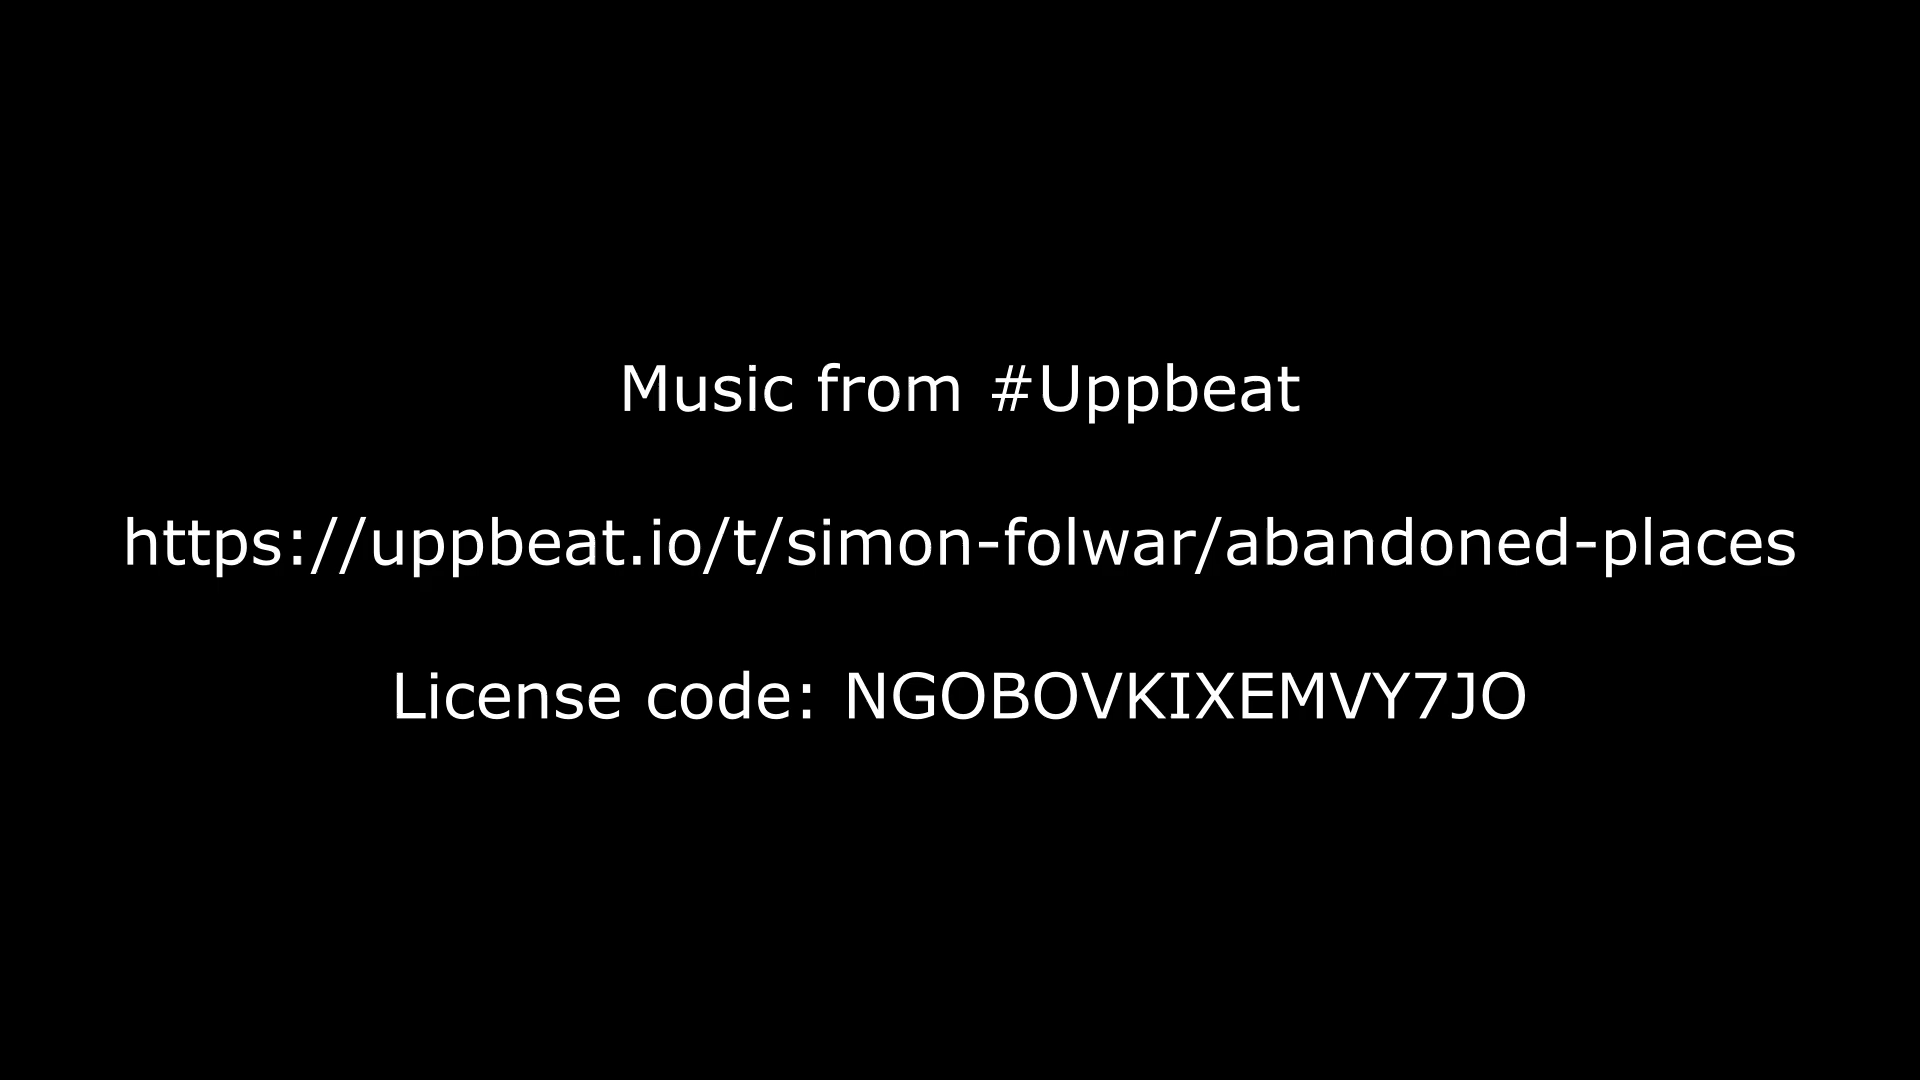 Music from #Uppbeat
https://uppbeat.io/t/simon-folwar/abandoned-places
License code: NGOBOVKIXEMVY7JO